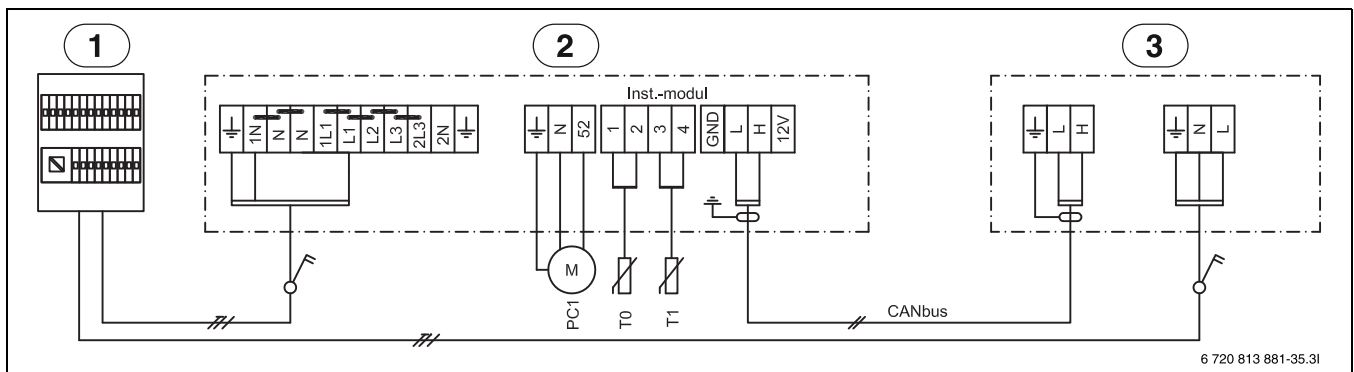 1
2
3
Inst.-modul
1N
N
N
1L1
L1
L2
L3
2L3
2N
N
52
1
2
3
4
GND
L
H
12V
L
H
N
L
M
PC1
T0
T1
CANbus
6 720 813 881-35.3I